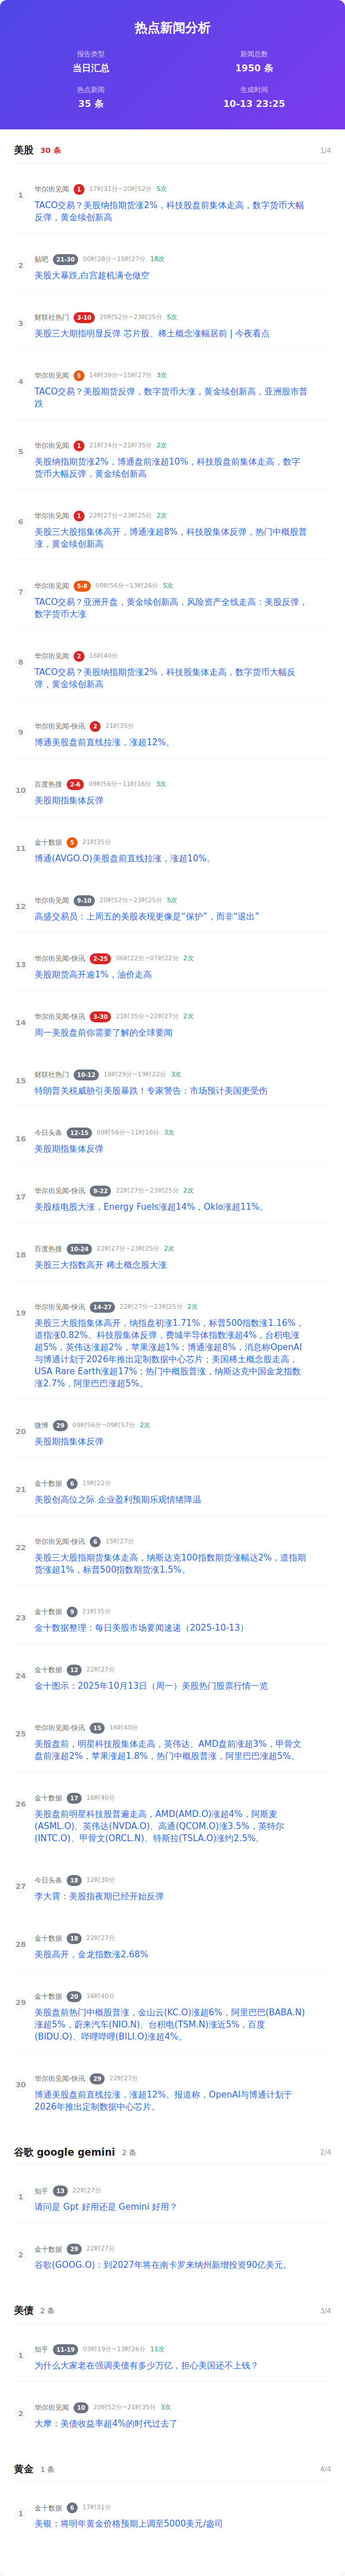 热点新闻分析
报告类型
新闻总数
当日汇总
1950 条
热点新闻
生成时间
35 条
10-13 23:25
美股 30 条 1/4
1
华尔街见闻 1 17时31分~20时52分 5次
TACO交易？美股纳指期货涨2%，科技股盘前集体走高，数字货币大幅
反弹，黄金续创新高
2
贴吧 21-30 00时28分~15时27分 18次
美股大暴跌,白宫趁机满仓做空
3
财联社热门 3-10 20时52分~23时25分 5次
美股三大期指明显反弹 芯片股、稀土概念涨幅居前 | 今夜看点
4
华尔街见闻 5 14时39分~15时27分 3次
TACO交易？美股期货反弹，数字货币大涨，黄金续创新高，亚洲股市普
跌
5
华尔街见闻 1 21时34分~21时35分 2次
美股纳指期货涨2%，博通盘前涨超10%，科技股盘前集体走高，数字
货币大幅反弹，黄金续创新高
6
华尔街见闻 1 22时27分~23时25分 2次
美股三大股指集体高开，博通涨超8%，科技股集体反弹，热门中概股普
涨，黄金续创新高
7
华尔街见闻 5-8 09时56分~13时26分 5次
TACO交易？亚洲开盘，黄金续创新高，风险资产全线走高：美股反弹，
数字货币大涨
8
华尔街见闻 2 16时40分
TACO交易？美股纳指期货涨2%，科技股集体走高，数字货币大幅反
弹，黄金续创新高
9
华尔街见闻-快讯 2 21时35分
博通美股盘前直线拉涨，涨超12%。
10
百度热搜 2-6 09时56分~11时16分 3次
美股期指集体反弹
11
金十数据 5 21时35分
博通(AVGO.O)美股盘前直线拉涨，涨超10%。
12
华尔街见闻 9-10 20时52分~23时25分 5次
高盛交易员：上周五的美股表现更像是“保护”，而非“退出”
13
华尔街见闻-快讯 2-25 06时22分~07时22分 2次
美股期货高开逾1%，油价走高
14
华尔街见闻-快讯 3-30 21时35分~22时27分 2次
周一美股盘前你需要了解的全球要闻
15
财联社热门 10-12 18时29分~19时22分 3次
特朗普关税威胁引美股暴跌！专家警告：市场预计美国更受伤
16
今日头条 12-15 09时56分~11时16分 3次
美股期指集体反弹
17
华尔街见闻-快讯 9-22 22时27分~23时25分 2次
美股核电股大涨，Energy Fuels涨超14%，Oklo涨超11%。
18
百度热搜 10-24 22时27分~23时25分 2次
美股三大指数高开 稀土概念股大涨
19
华尔街见闻-快讯 14-27 22时27分~23时25分 2次
美股三大股指集体高开，纳指盘初涨1.71%，标普500指数涨1.16%，
道指涨0.82%。科技股集体反弹，费城半导体指数涨超4%，台积电涨
超5%，英伟达涨超2%，苹果涨超1%；博通涨超8%，消息称OpenAI
与博通计划于2026年推出定制数据中心芯片；美国稀土概念股走高，
USA Rare Earth涨超17%；热门中概股普涨，纳斯达克中国金龙指数
涨2.7%，阿里巴巴涨超5%。
20
微博 29 09时56分~09时57分 2次
美股期指集体反弹
21
金十数据 6 19时22分
美股创高位之际 企业盈利预期乐观情绪降温
22
华尔街见闻-快讯 6 15时27分
美股三大股指期货集体走高，纳斯达克100指数期货涨幅达2%，道指期
货涨超1%，标普500指数期货涨1.5%。
23
金十数据 9 21时35分
金十数据整理：每日美股市场要闻速递（2025-10-13）
24
金十数据 12 22时27分
金十图示：2025年10月13日（周一）美股热门股票行情一览
25
华尔街见闻-快讯 15 16时40分
美股盘前，明星科技股集体走高，英伟达、AMD盘前涨超3%，甲骨文
盘前涨超2%，苹果涨超1.8%，热门中概股普涨，阿里巴巴涨超5%。
26
金十数据 17 16时40分
美股盘前明星科技股普遍走高，AMD(AMD.O)涨超4%，阿斯麦
(ASML.O)、英伟达(NVDA.O)、高通(QCOM.O)涨3.5%，英特尔
(INTC.O)、甲骨文(ORCL.N)、特斯拉(TSLA.O)涨约2.5%。
27
今日头条 18 12时30分
李大霄：美股指夜期已经开始反弹
28
金十数据 18 22时27分
美股高开，金龙指数涨2.68%
29
金十数据 20 16时40分
美股盘前热门中概股普涨，金山云(KC.O)涨超6%，阿里巴巴(BABA.N)
涨超5%，蔚来汽车(NIO.N)、台积电(TSM.N)涨近5%，百度
(BIDU.O)、哔哩哔哩(BILI.O)涨超4%。
30
华尔街见闻-快讯 29 22时27分
博通美股盘前直线拉涨，涨超12%。报道称，OpenAI与博通计划于
2026年推出定制数据中心芯片。
谷歌 google gemini 2 条 2/4
1
知乎 13 22时27分
请问是 Gpt 好用还是 Gemini 好用？
2
金十数据 29 22时27分
谷歌(GOOG.O)：到2027年将在南卡罗来纳州新增投资90亿美元。
美债 2 条 3/4
1
知乎 11-19 03时19分~13时26分 11次
为什么大家老在强调美债有多少万亿，担心美国还不上钱？
2
华尔街见闻 10 20时52分~21时35分 3次
大摩：美债收益率超4%的时代过去了
黄金 1 条 4/4
1
金十数据 6 17时31分
美银：将明年黄金价格预期上调至5000美元/盎司